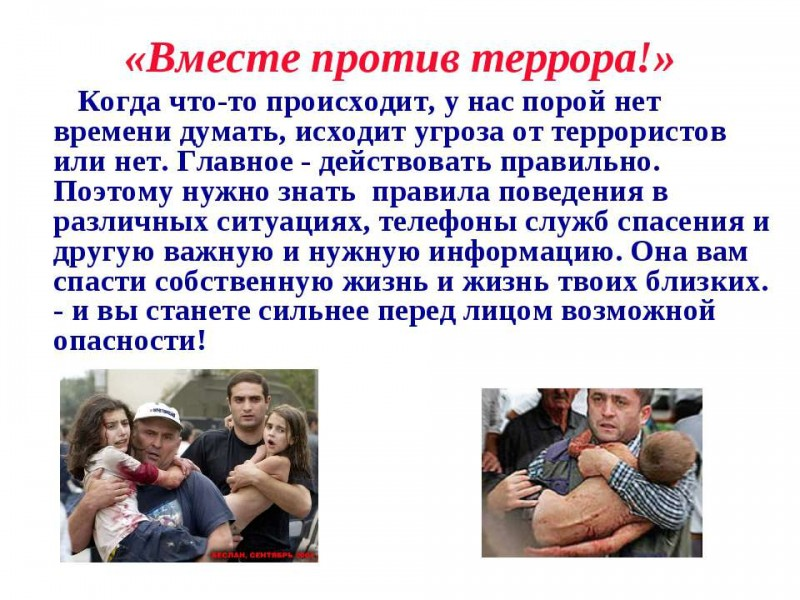 «Вместе против террора!»
Когда что-то происходит, у нас порой нет
времени думать, исходит угроза от террористов
или нет. Главное - действовать правильно.
Поэтому нужно знать правила поведения в
различных ситуациях, телефоны служб спасения и
другую важную и нужную информацию. Она вам
спасти собственную жизнь и жизнь твоих близких.
- и вы станете сильнее перед лицом возможной
опасности!
БЕСЛАН, СЕНТЯБРЬ